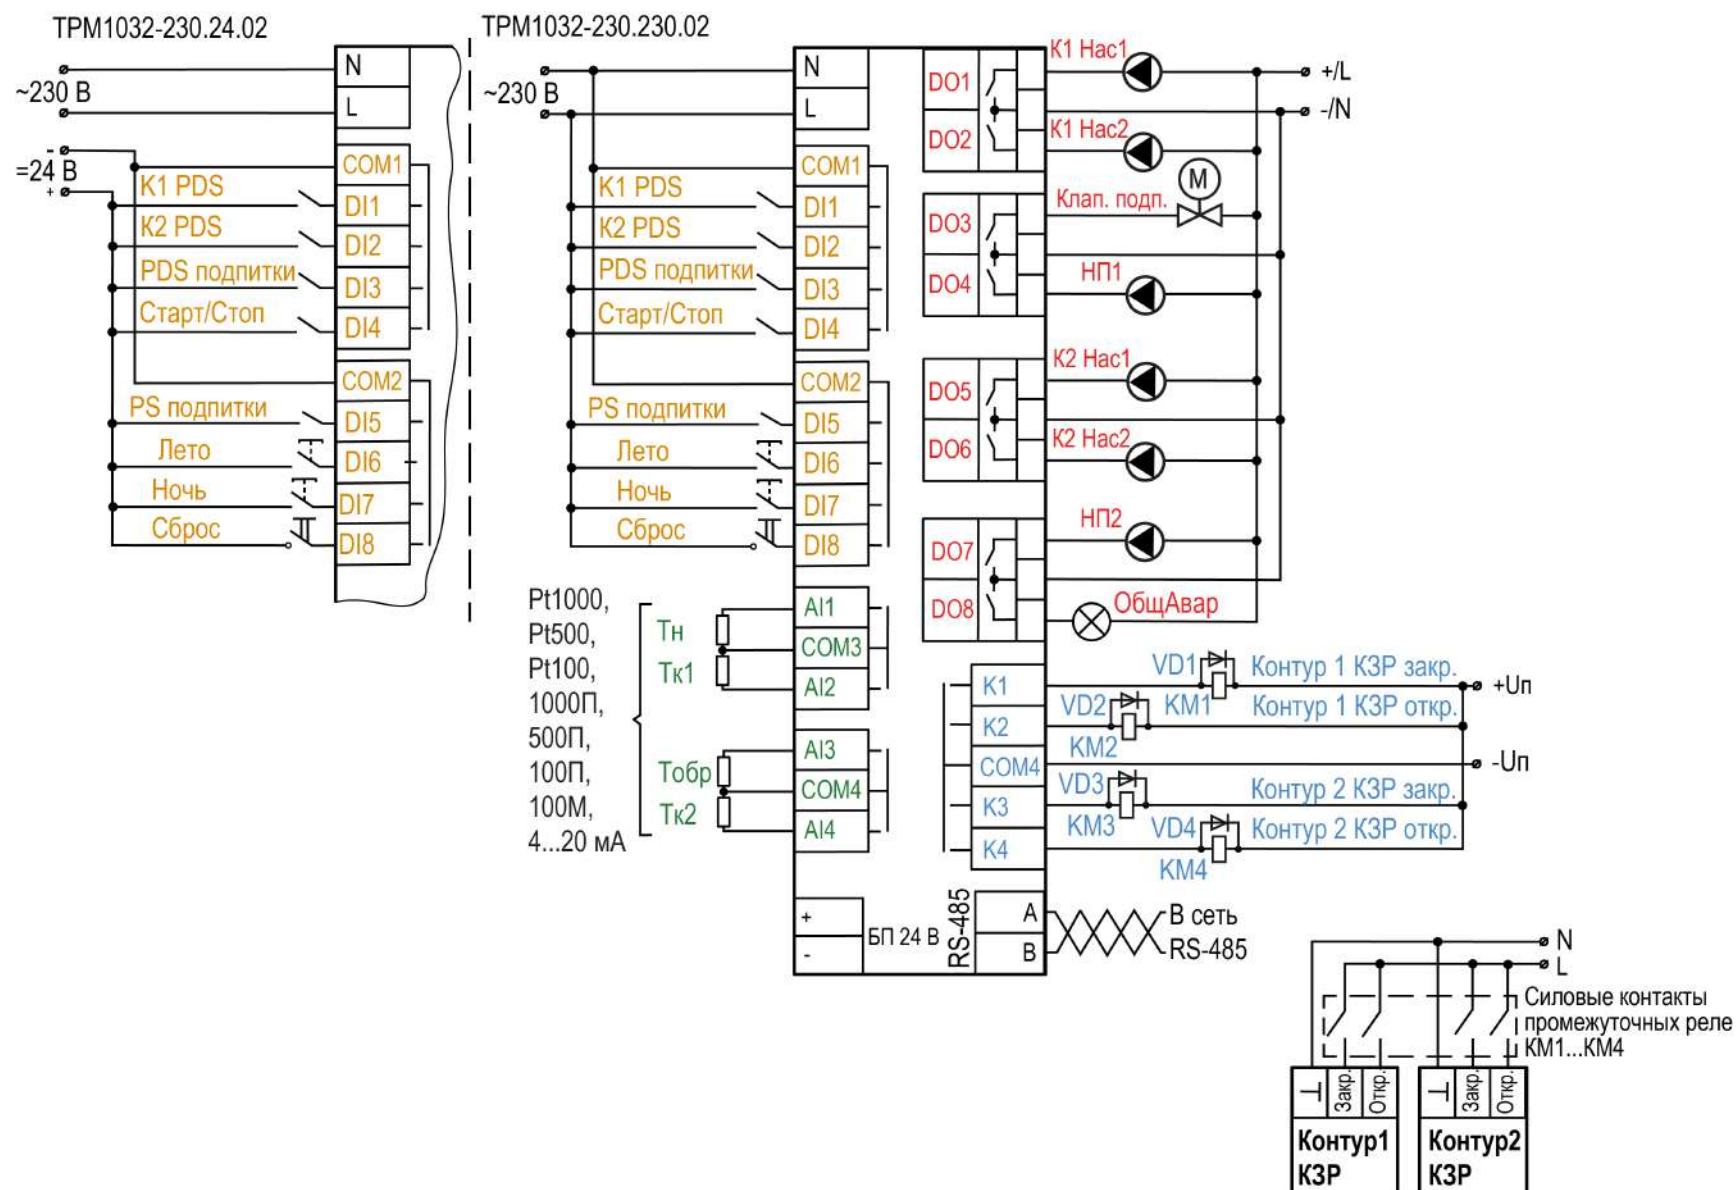 ТРМ1032-230.24.02
~230 В
N
L
-
=24 В
+
COM1
K1 PDS
DI1
K2 PDS
DI2
PDS подпитки
DI3
Старт/Стоп
DI4
COM2
PS подпитки
DI5
Лето
DI6
Ночь
DI7
Сброс
DI8
ТРМ1032-230.230.02
~230 В
N
L
COM1
K1 PDS
DI1
K2 PDS
DI2
PDS подпитки
DI3
Старт/Стоп
DI4
COM2
PS подпитки
DI5
Лето
DI6
Ночь
DI7
Сброс
DI8
Pt1000,
Pt500,
Pt100,
1000П,
500П,
100П,
100М,
4...20 мА
Тн
Тк1
AI1
COM3
AI2
Тобр
Тк2
AI3
COM4
AI4
+
-
БП 24 В
DO1
К1 Нас1
+/L
-/N
DO2
К1 Нас2
M
DO3
Клап. подп.
DO4
НП1
DO5
К2 Нас1
DO6
К2 Нас2
DO7
НП2
DO8
ОбщАвар
K1
VD1
KM1
Контур 1 КЗР закр.
+Uп
K2
VD2
KM2
Контур 1 КЗР откр.
COM4
-Uп
K3
VD3
KM3
Контур 2 КЗР закр.
K4
VD4
KM4
Контур 2 КЗР откр.
RS-485
A
B
В сеть
RS-485
N
L
Силовые контакты
промежуточных реле
КМ1...КМ4
Закр.
Откр.
Контур1
КЗР
Закр.
Откр.
Контур2
КЗР